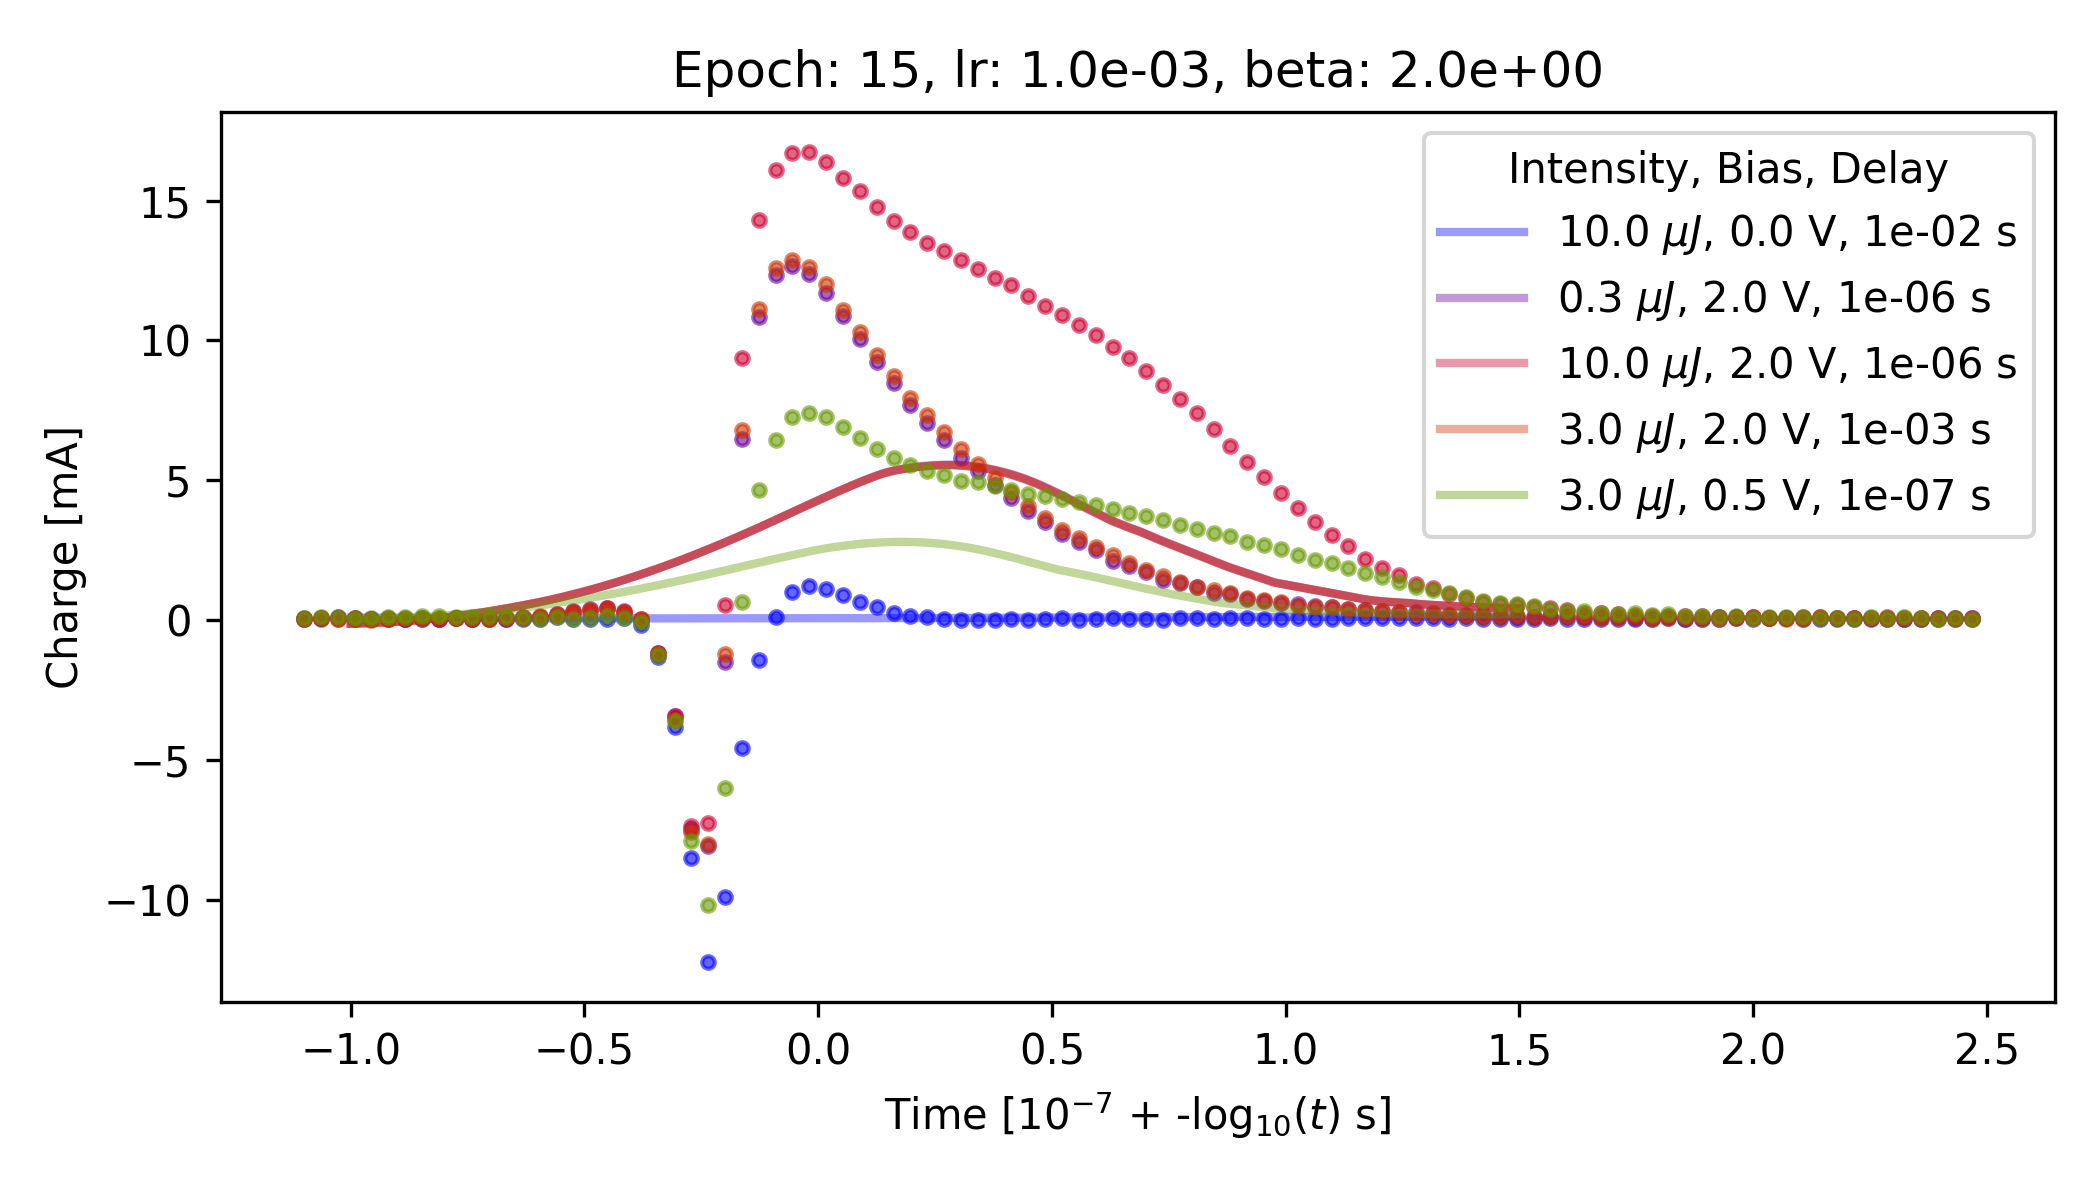 Epoch: 15, lr: 1.0e-03, beta: 2.0e+00
Charge [mA]
15
10
5
0
−5
−10
Intensity, Bias, Delay
10.0 μJ, 0.0 V, 1e-02 s
0.3 μJ, 2.0 V, 1e-06 s
10.0 μJ, 2.0 V, 1e-06 s
3.0 μJ, 2.0 V, 1e-03 s
3.0 μJ, 0.5 V, 1e-07 s
−1.0 −0.5 0.0 0.5 1.0 1.5 2.0 2.5
Time [10⁻⁷ + -log₁₀(t) s]